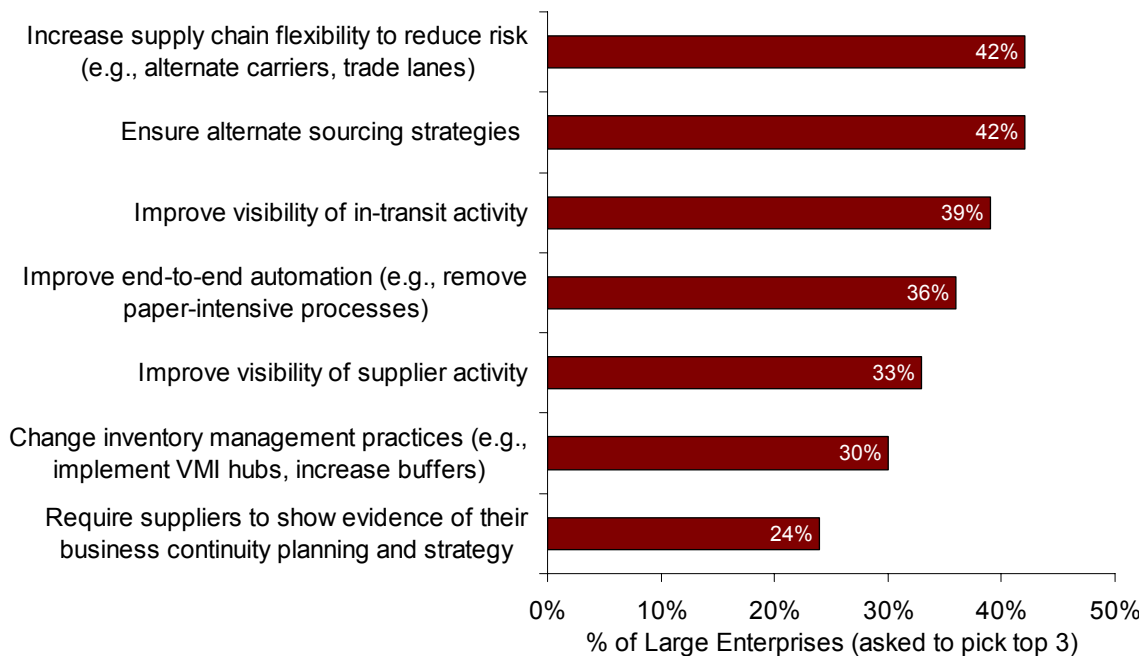 Increase supply chain flexibility to reduce risk
(e.g., alternate carriers, trade lanes)
42%
Ensure alternate sourcing strategies
42%
Improve visibility of in-transit activity
39%
Improve end-to-end automation (e.g., remove
paper-intensive processes)
36%
Improve visibility of supplier activity
33%
Change inventory management practices (e.g.,
implement VMI hubs, increase buffers)
30%
Require suppliers to show evidence of their
business continuity planning and strategy
24%
0% 10% 20% 30% 40% 50%
% of Large Enterprises (asked to pick top 3)